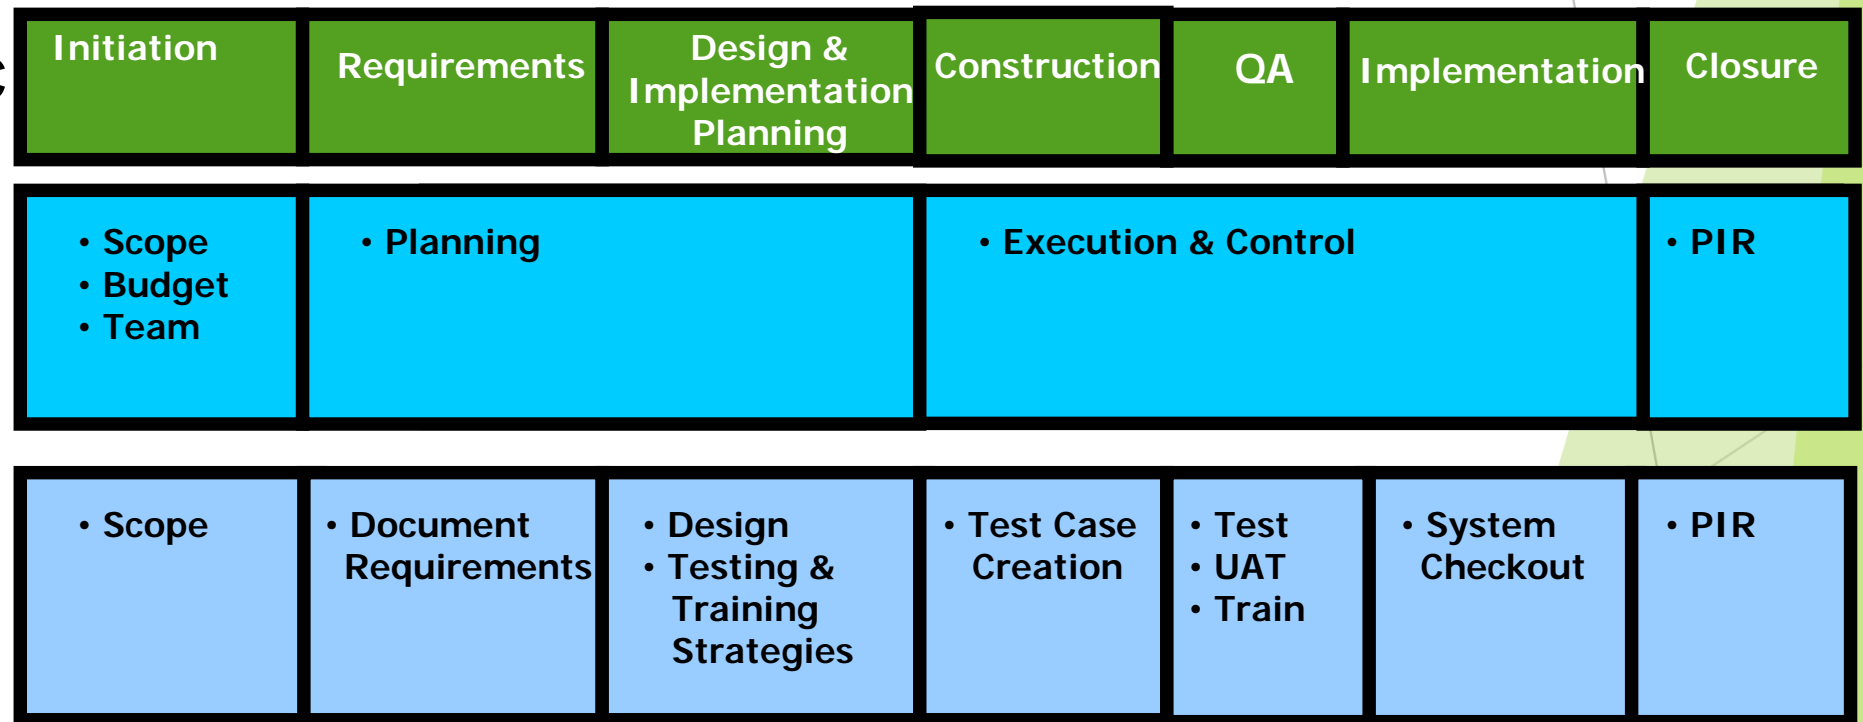 C
Initiation
Requirements
Design &
Implementation
Planning
Construction
QA
Implementation
Closure
• Scope
• Budget
• Team
• Planning
• Execution & Control
• PIR
• Scope
• Document
Requirements
• Design
• Testing &
Training
Strategies
• Test Case
Creation
• Test
• UAT
• Train
• System
Checkout
• PIR